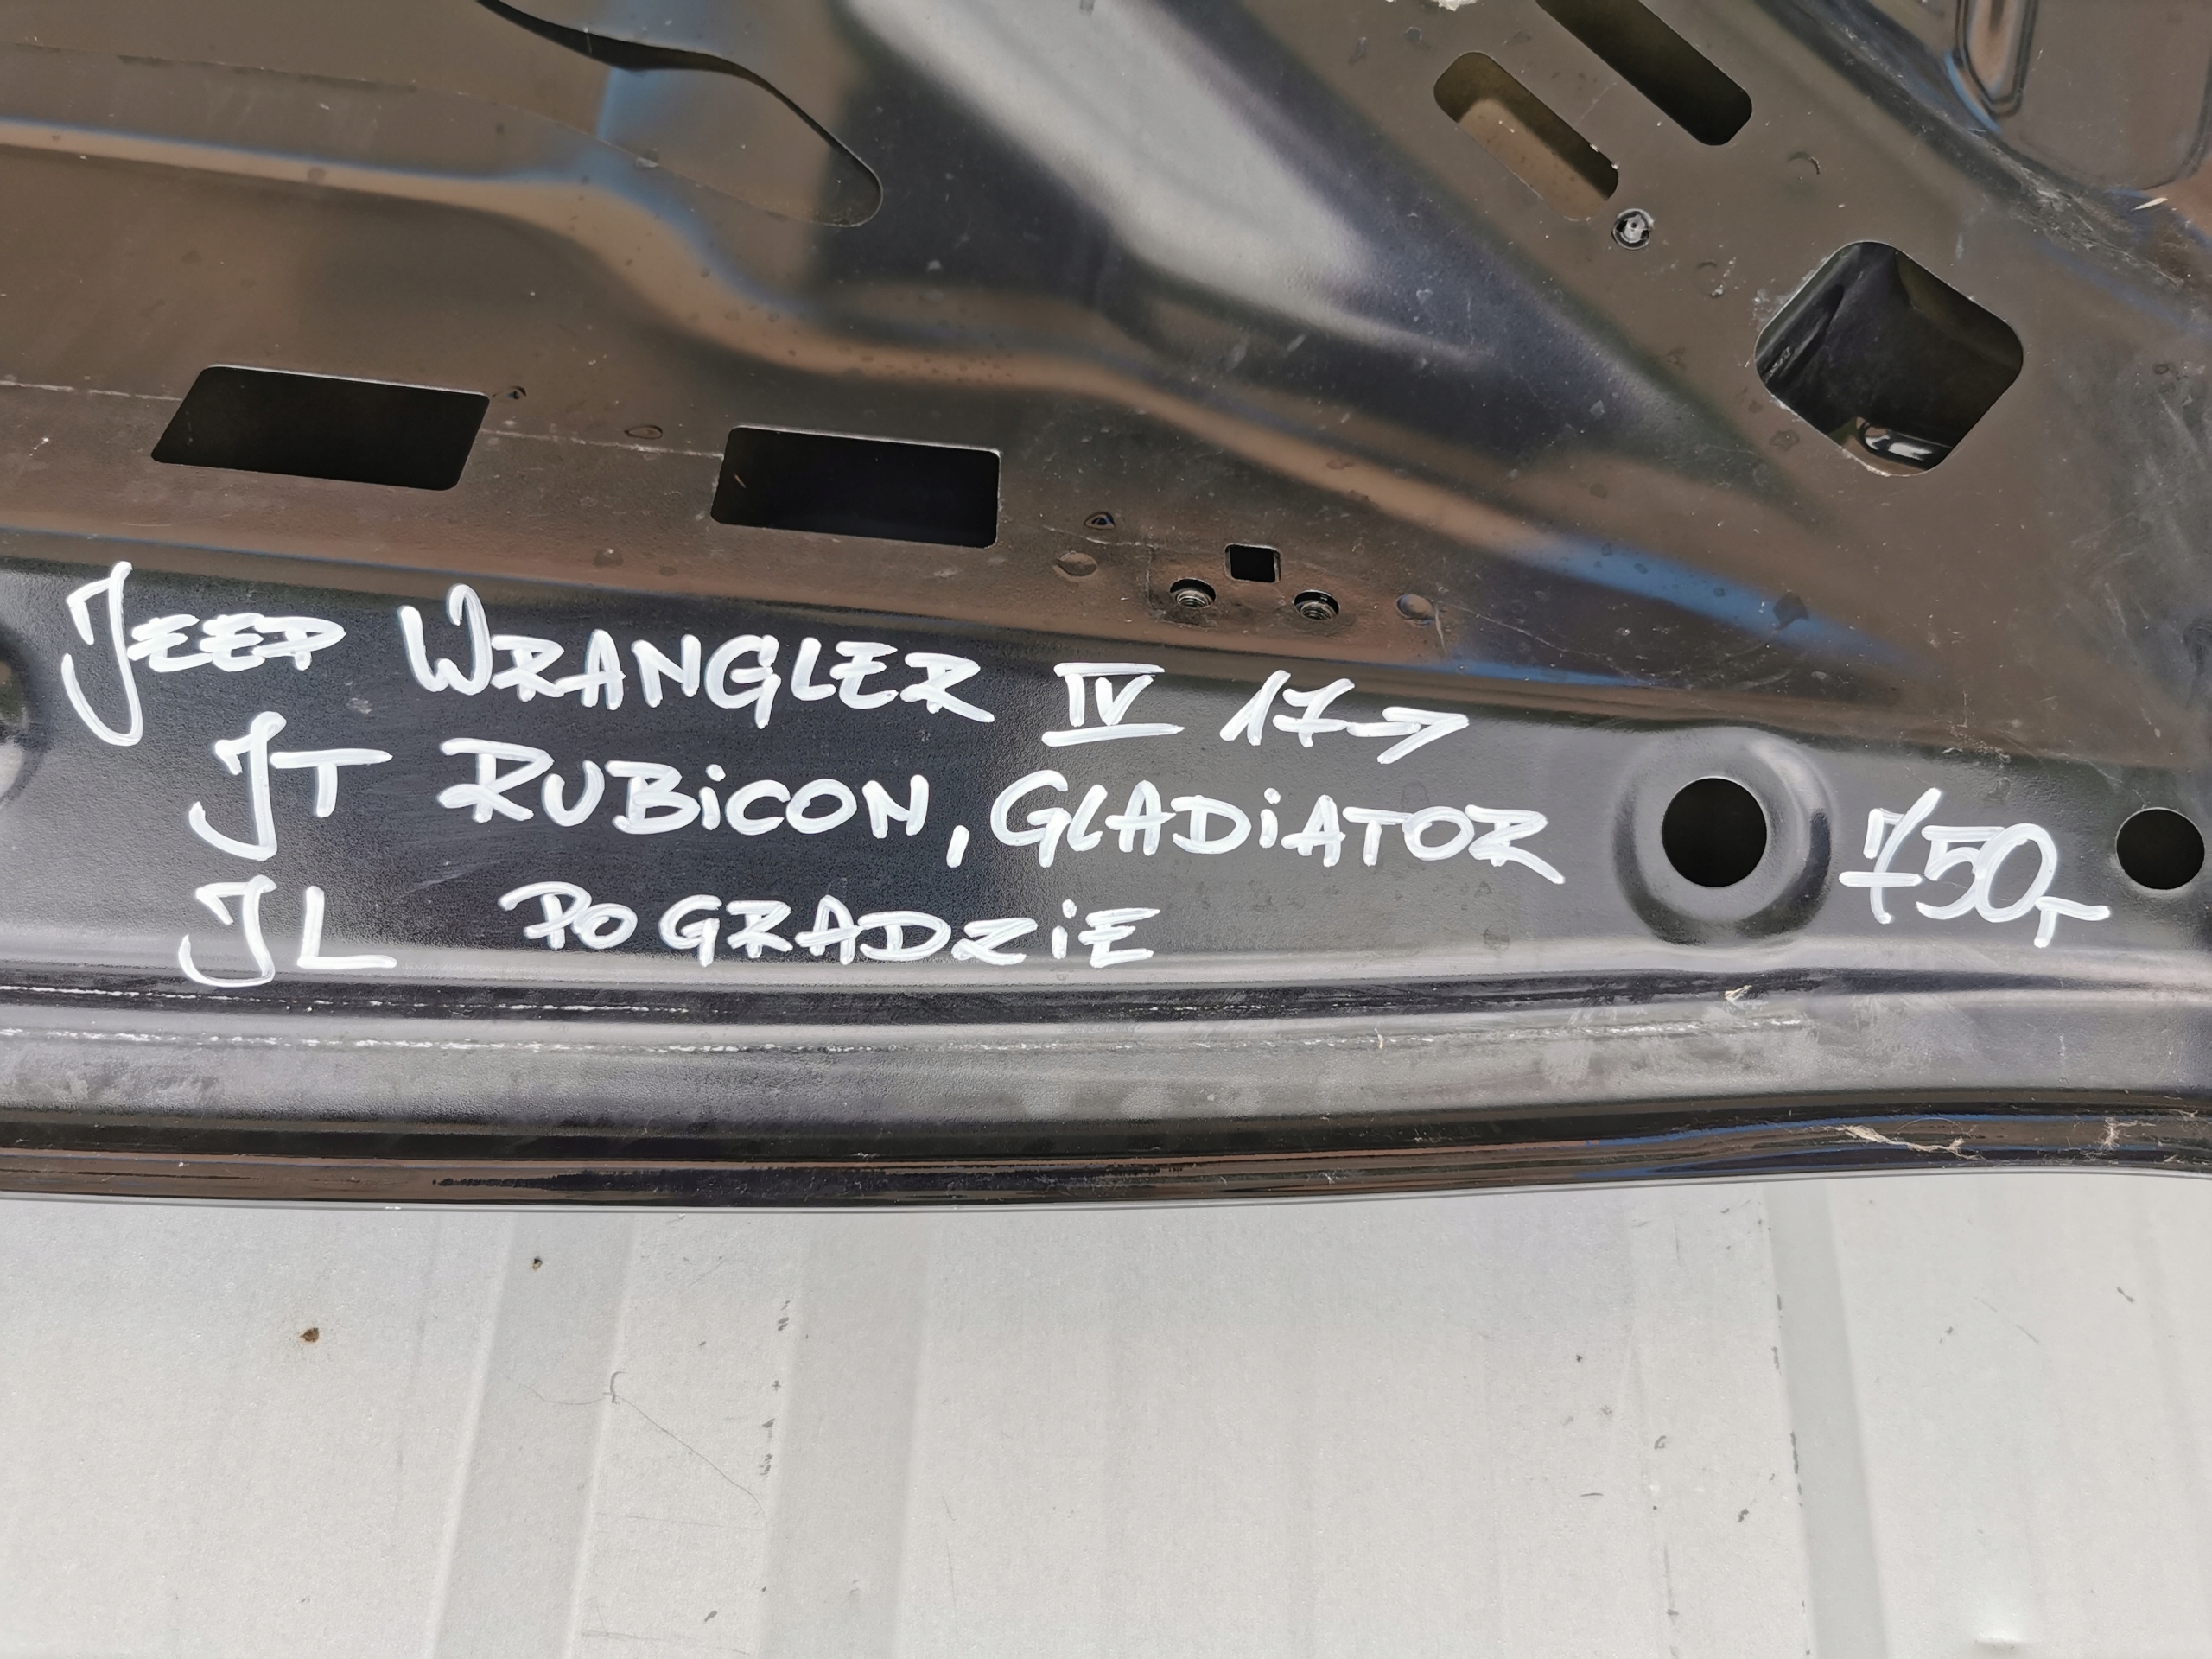 JEEP WRANGLER IV 17→
JT RUBiCON, GLADiATOR 750,-
JL PO GRADZiE